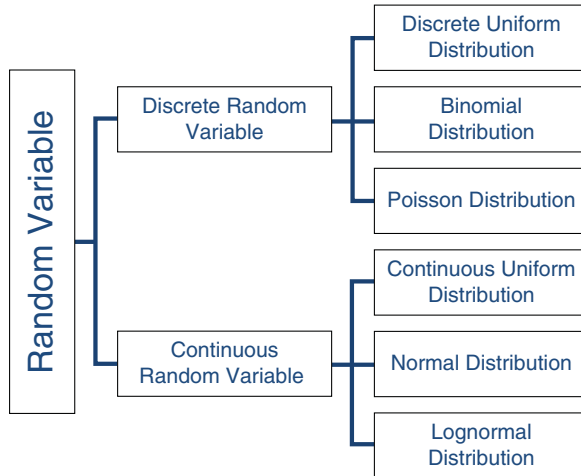 Random Variable
Discrete Random
Variable
Discrete Uniform
Distribution
Binomial
Distribution
Poisson Distribution
Continuous
Random Variable
Continuous Uniform
Distribution
Normal Distribution
Lognormal
Distribution